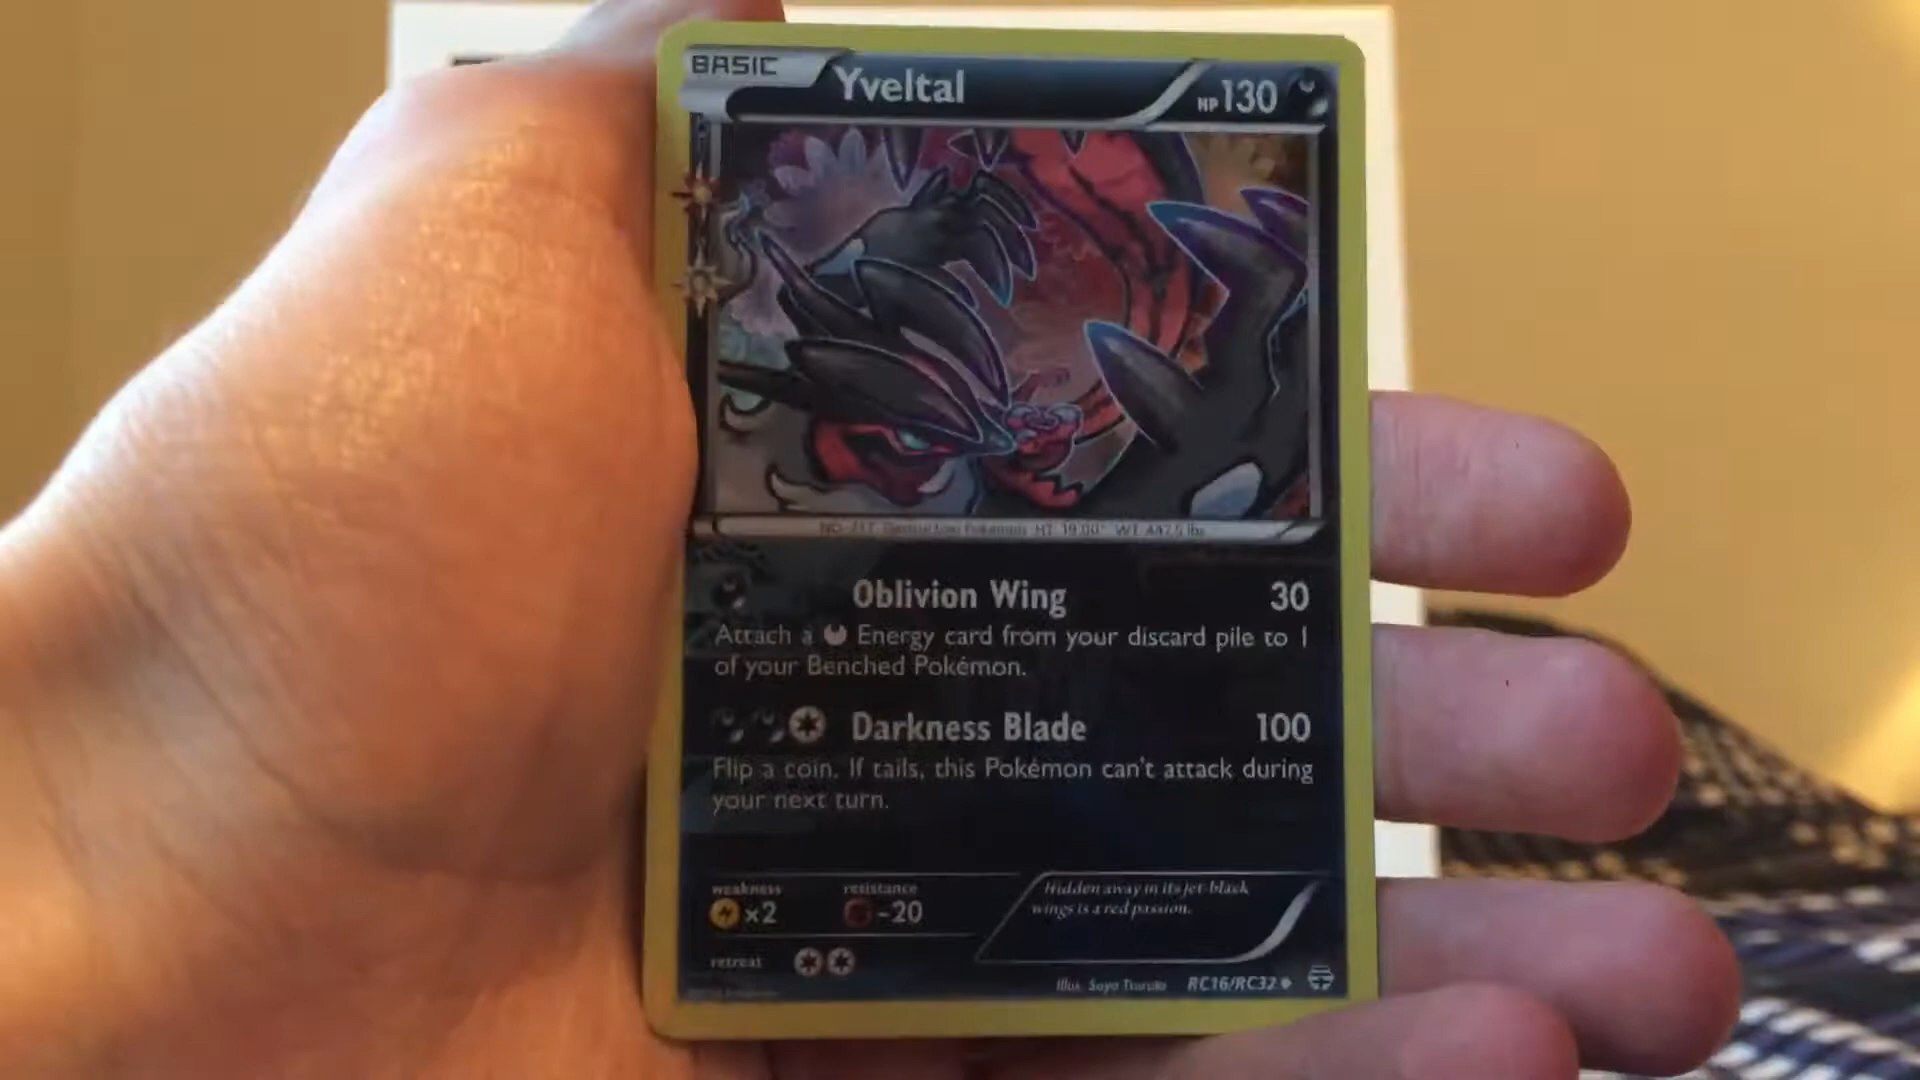 BASIC
Yveltal
HP130
Oblivion Wing 30
Attach a Energy card from your discard pile to 1
of your Benched Pokémon.
Darkness Blade 100
Flip a coin. If tails, this Pokémon can't attack during
your next turn.
weakness resistance
x2 -20
Hidden away in its jet-black
wings is a red passion.
retreat
Illus. RC16/RC32